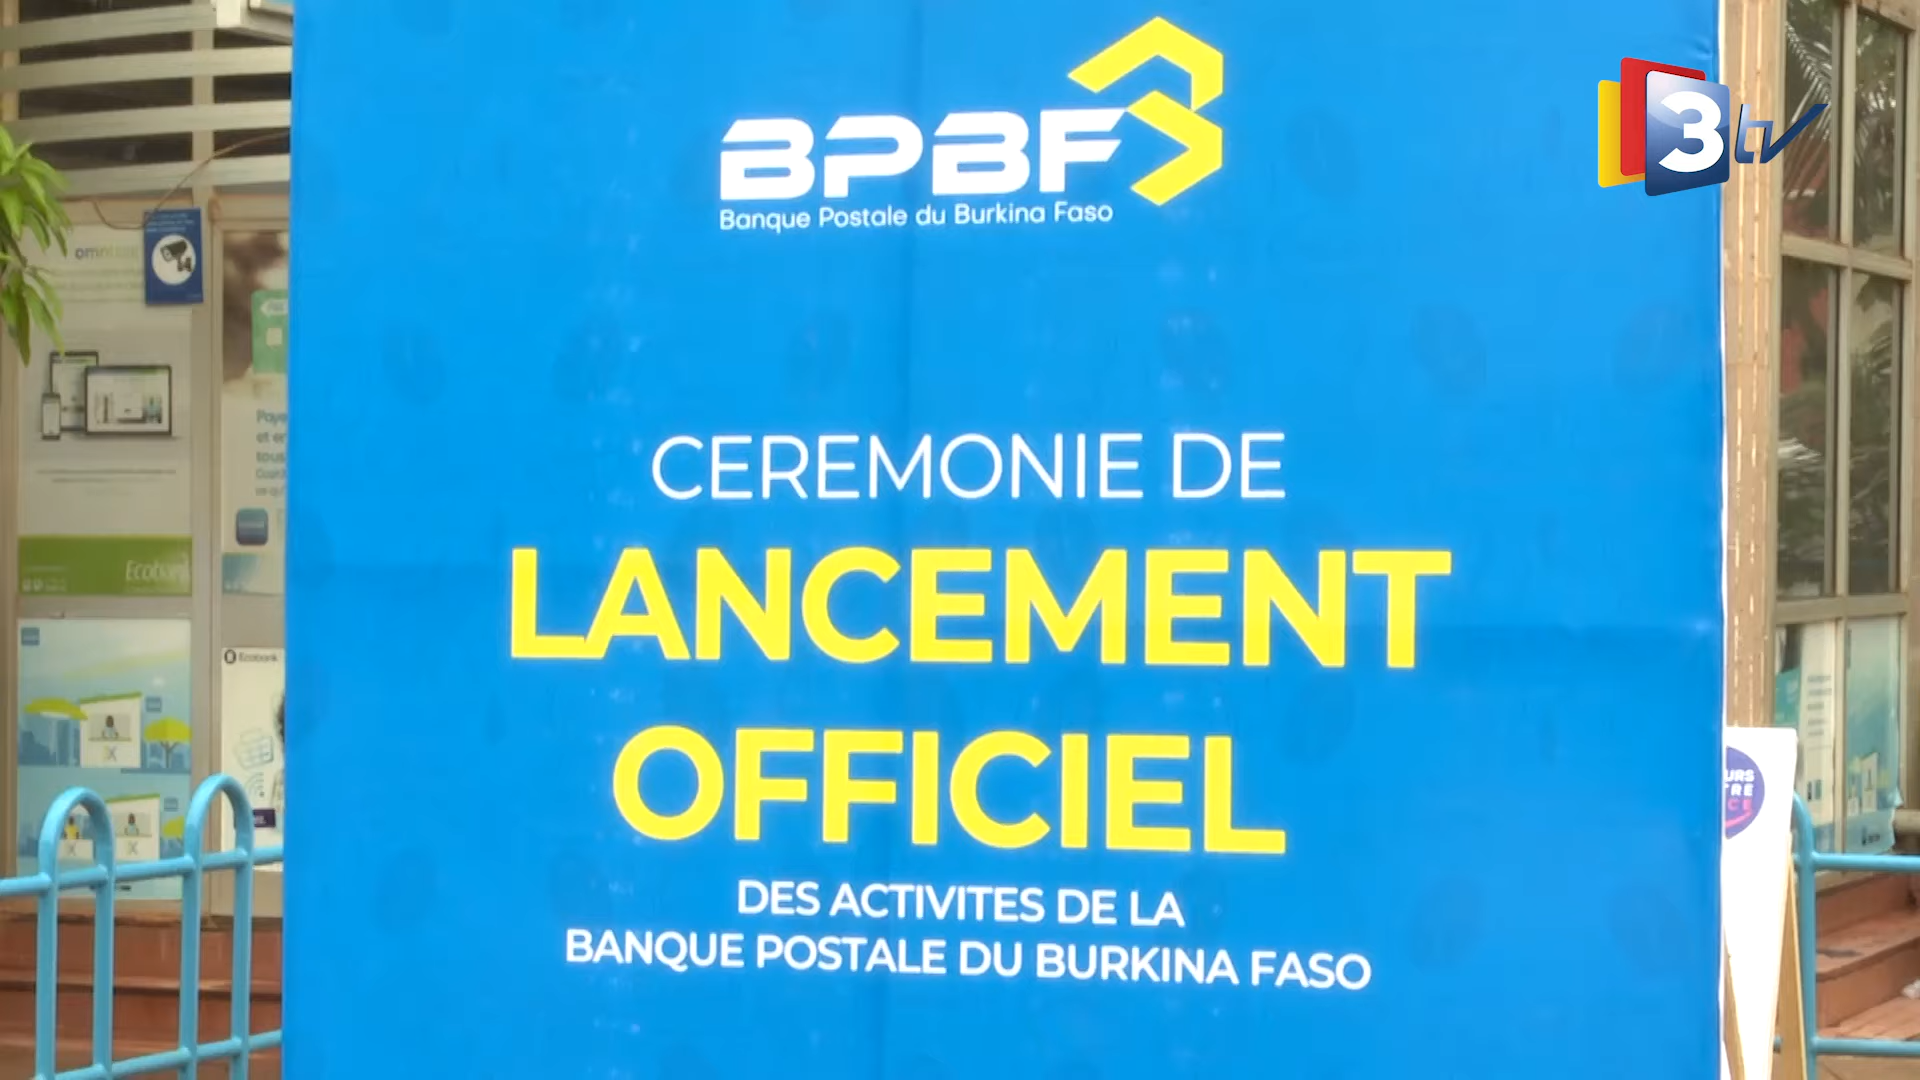 BPBF
Banque Postale du Burkina Faso
3tv
CEREMONIE DE
LANCEMENT
OFFICIEL
DES ACTIVITES DE LA
BANQUE POSTALE DU BURKINA FASO
Ecobank